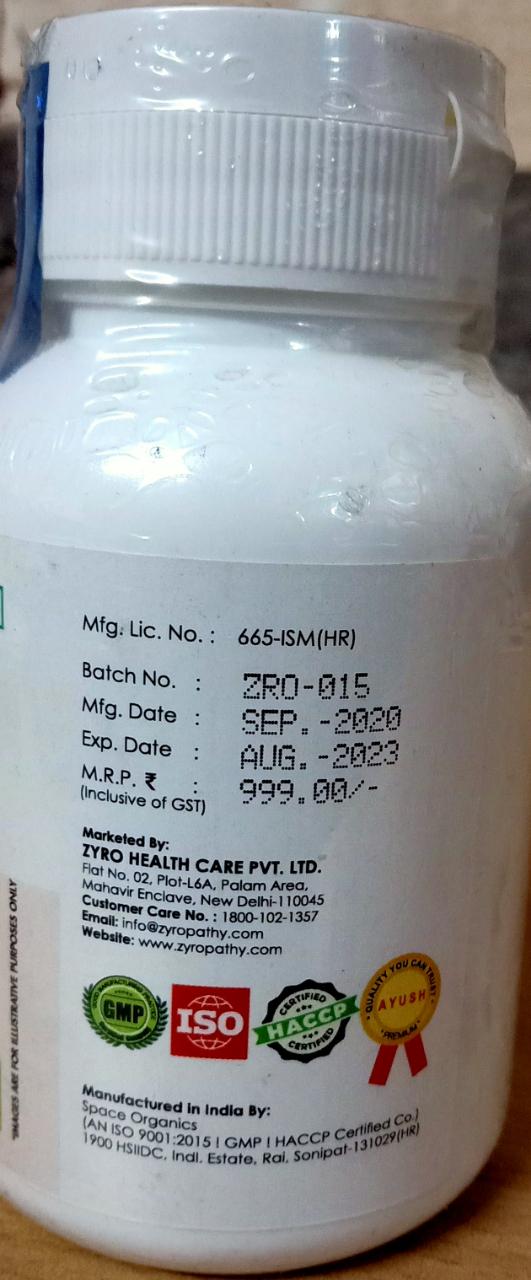 Mfg. Lic. No. : 665-ISM(HR)
Batch No. : ZRO-015
Mfg. Date : SEP.-2020
Exp. Date : AUG.-2023
M.R.P. ₹ : 999.00/-
(Inclusive of GST)
Marketed By:
ZYRO HEALTH CARE PVT. LTD.
Flat No. 02, Plot-L6A, Palam Area,
Mahavir Enclave, New Delhi-110045
Customer Care No. : 1800-102-1357
Email: info@zyropathy.com
Website: www.zyropathy.com
GMP
ISO
CERTIFIED
HACCP
CERTIFIED
QUALITY YOU CAN TRUST
AYUSH
PREMIUM
Manufactured in India By:
Space Organics
(AN ISO 9001:2015 | GMP | HACCP Certified Co.)
1900 HSIIDC, Indl. Estate, Rai, Sonipat-131029(HR)
*IMAGES ARE FOR ILLUSTRATIVE PURPOSES ONLY